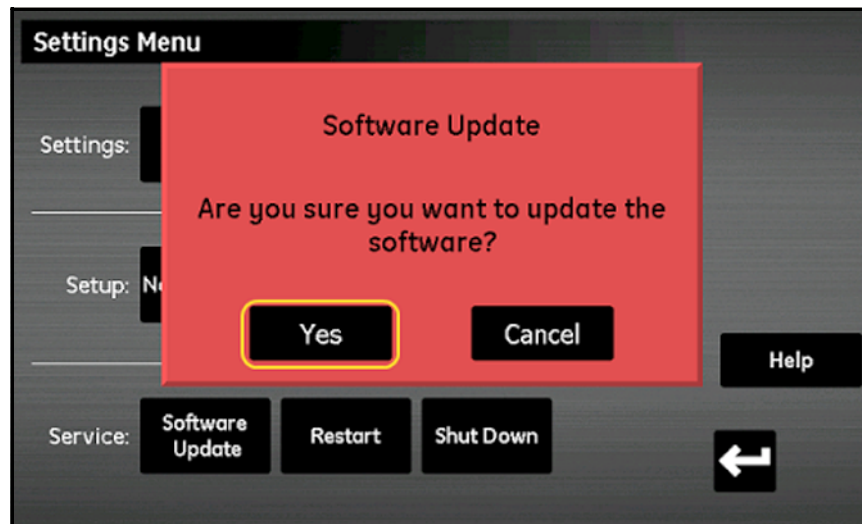 Settings Menu
Software Update
Settings:
Are you sure you want to update the
software?
Setup:
Yes
Cancel
Help
Service:
Software
Update
Restart
Shut Down